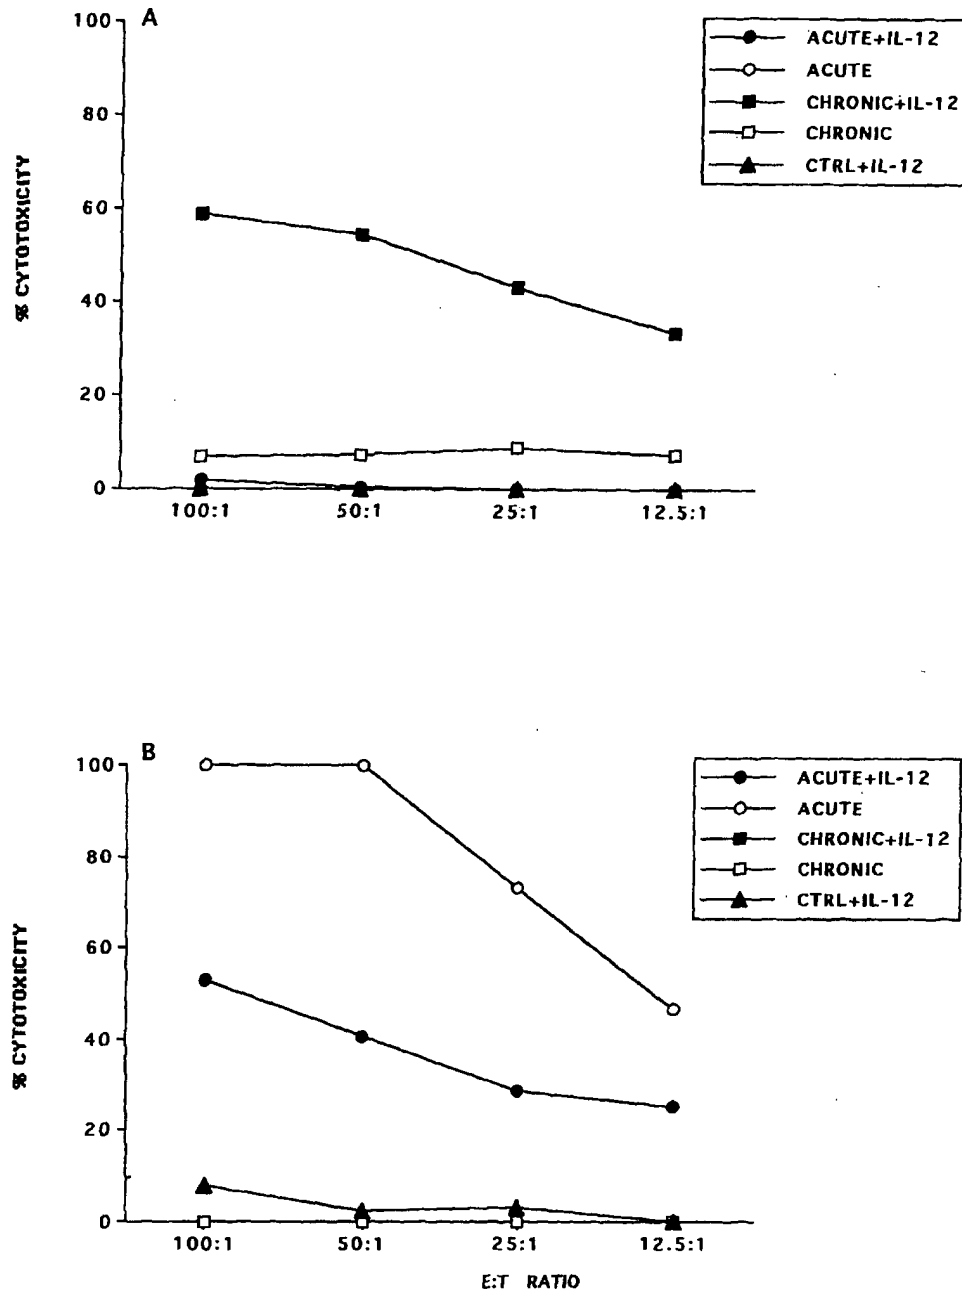 A
100
80
60
40
20
0
% CYTOTOXICITY
100:1 50:1 25:1 12.5:1
ACUTE+IL-12
ACUTE
CHRONIC+IL-12
CHRONIC
CTRL+IL-12
B
100
80
60
40
20
0
% CYTOTOXICITY
100:1 50:1 25:1 12.5:1
E:T RATIO
ACUTE+IL-12
ACUTE
CHRONIC+IL-12
CHRONIC
CTRL+IL-12